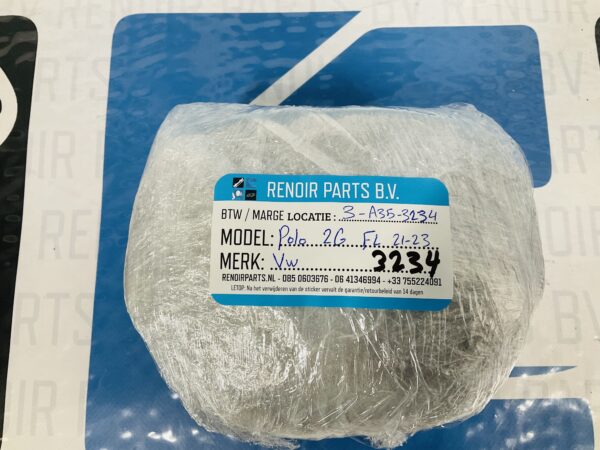 RENOIR PARTS B.V.
BTW / MARGE LOCATIE : 3-A35-3234
MODEL: Polo 2G FL 21-23
MERK: VW 3234
RENOIRPARTS.NL - 085 0603676 - 06 41346994 - +33 755224091
LETOP: Na het verwijderen van de sticker vervalt de garantie/retourbeleid van 14 dagen